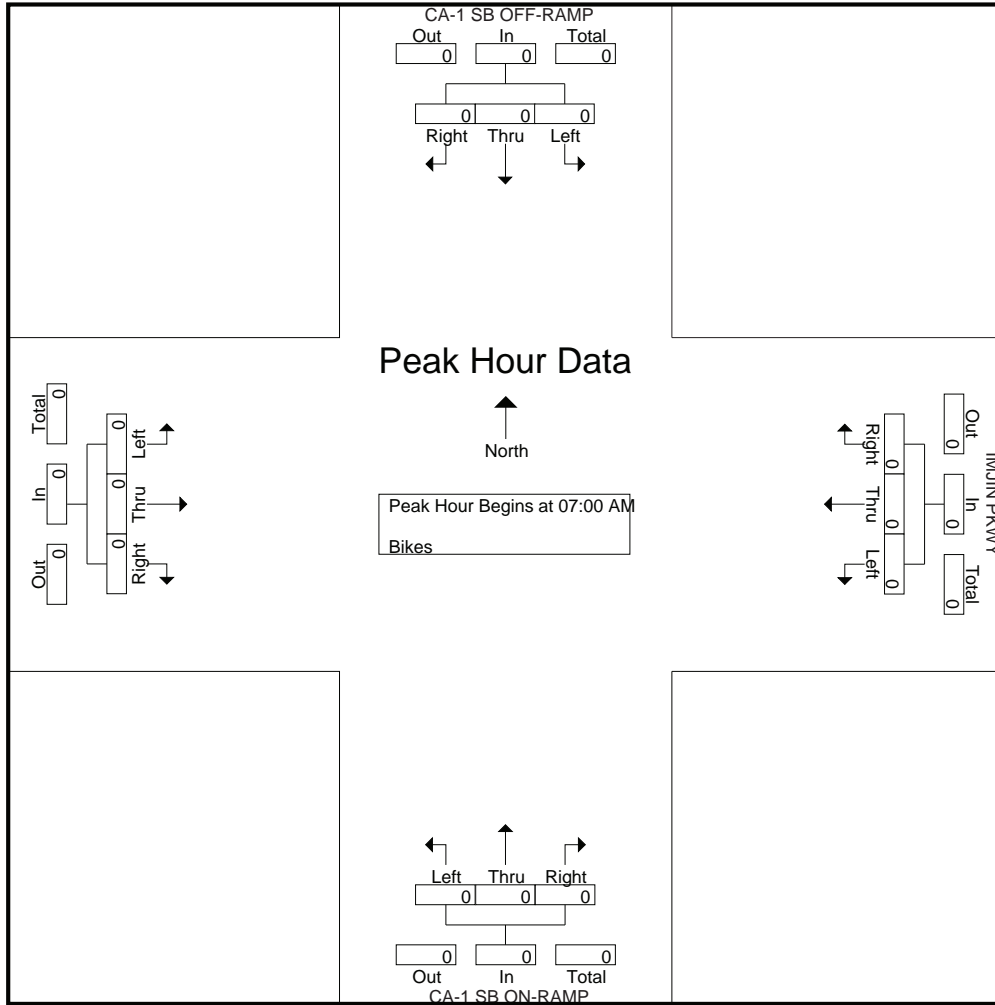 CA-1 SB OFF-RAMP
Out In Total
0 0 0
0 0 0
Right Thru Left
Peak Hour Data
North
Peak Hour Begins at 07:00 AM
Bikes
Total In Out
0 0 0
0 0 0
Left Thru Right
Right Thru Left
0 0 0
0 0 0
Out In Total
IMJIN PKWY
Left Thru Right
0 0 0
0 0 0
Out In Total
CA-1 SB ON-RAMP